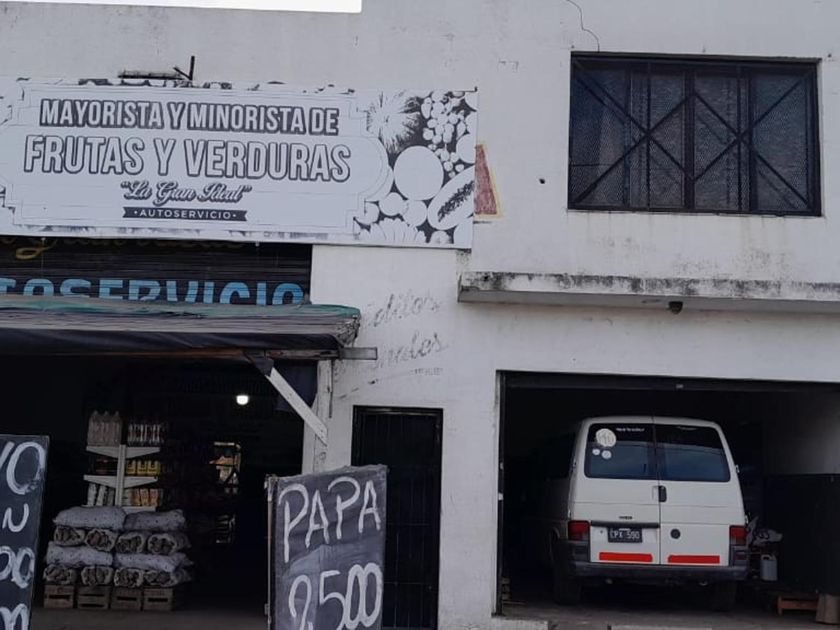 MAYORISTA Y MINORISTA DE
FRUTAS Y VERDURAS
"La Gran Ideal"
• AUTOSERVICIO •
TOSERVICIO
PAPA
2.500
CPX 590